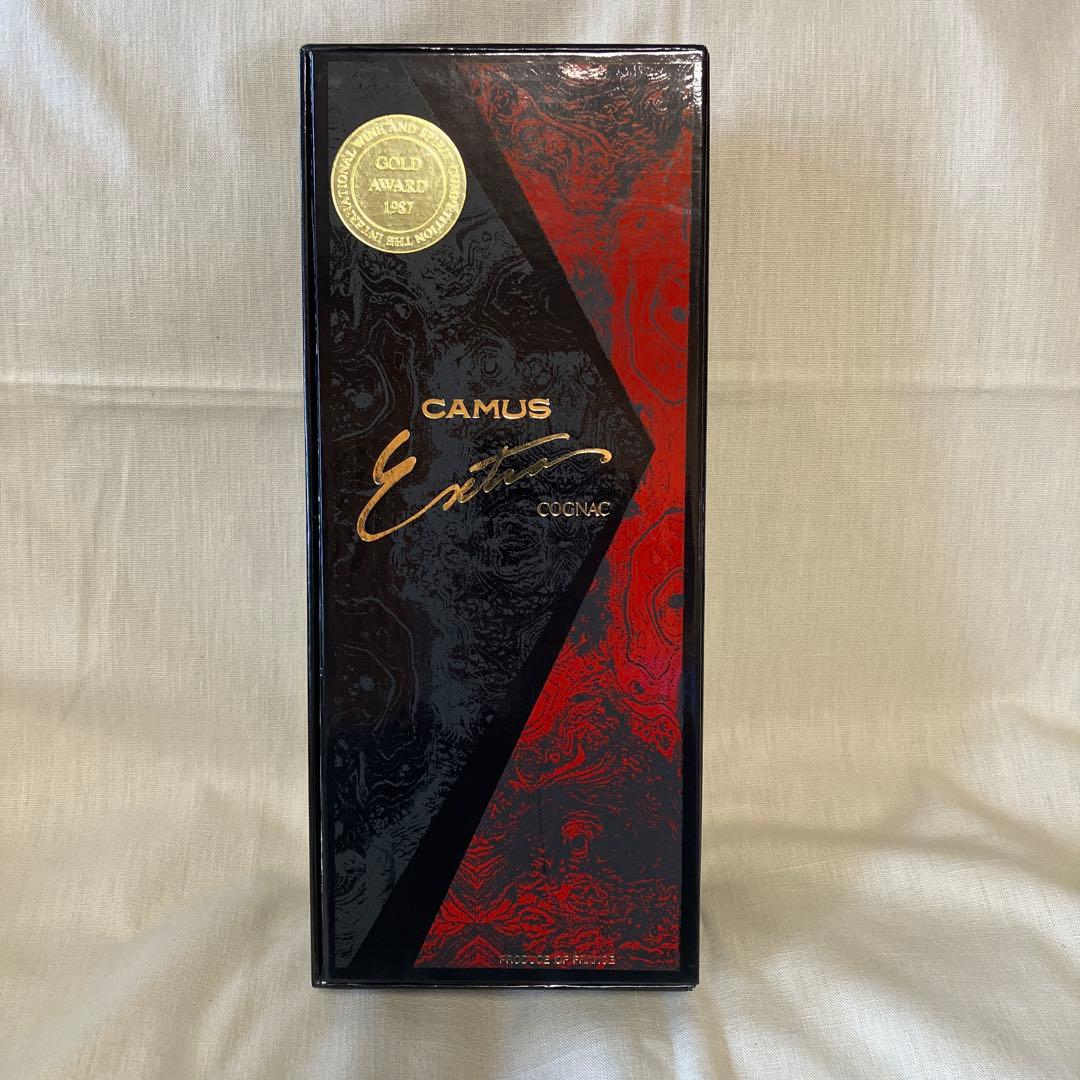 THE INTERNATIONAL WINE AND SPIRIT COMPETITION
GOLD
AWARD
1987
CAMUS
Extra
COGNAC
PRODUCE OF FRANCE